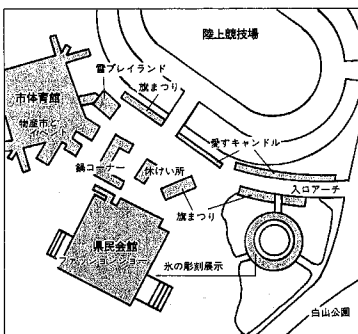 陸上競技場
雪プレイランド
旗まつり
市体育館
物産市と
イベント
愛すキャンドル
鍋コーナー
休けい所
入口アーチ
旗まつり
県民会館
ファッションショー
氷の彫刻展示
白山公園